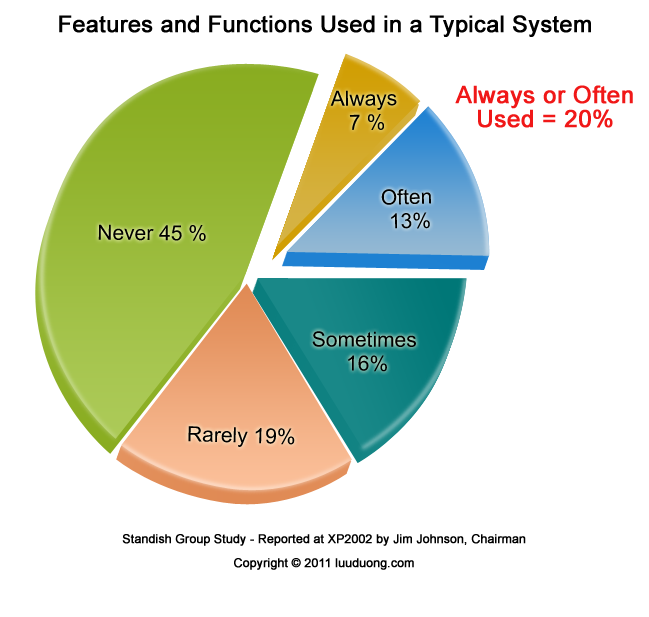 Features and Functions Used in a Typical System
Always or Often
Used = 20%
Always
7 %
Often
13%
Never 45 %
Sometimes
16%
Rarely 19%
Standish Group Study - Reported at XP2002 by Jim Johnson, Chairman
Copyright © 2011 luuduong.com